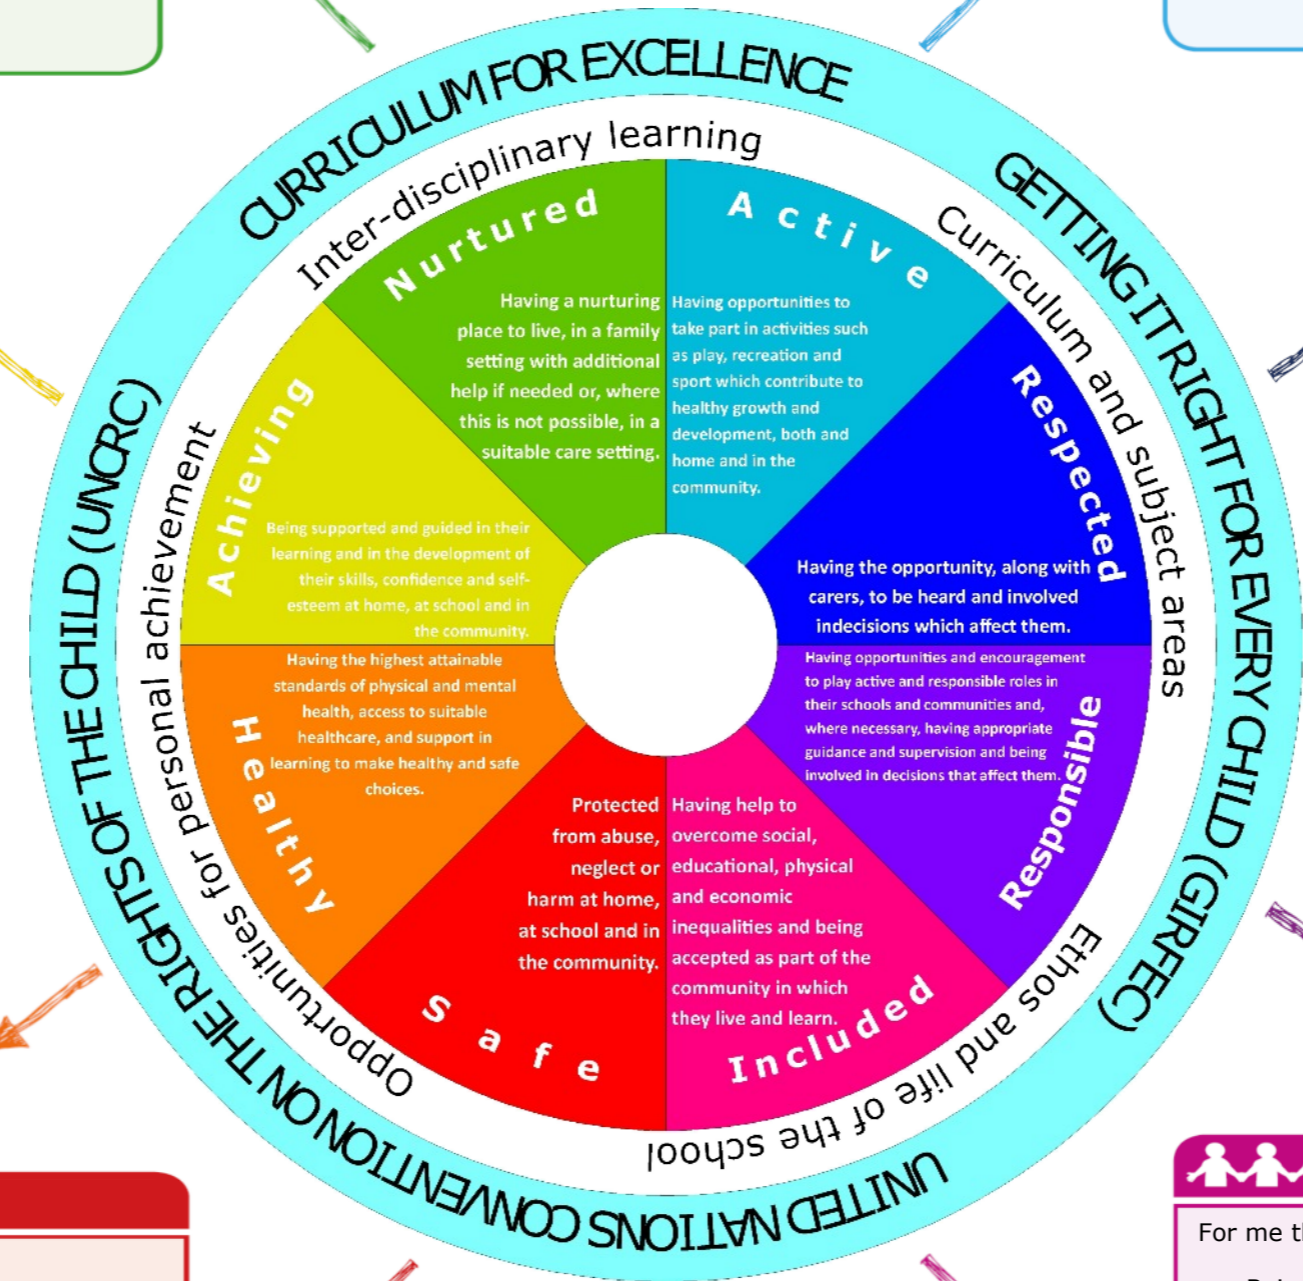 CURRICULUM FOR EXCELLENCE
GETTING IT RIGHT FOR EVERY CHILD (GIRFEC)
UNITED NATIONS CONVENTION ON THE RIGHTS OF THE CHILD (UNCRC)
Inter-disciplinary learning
Curriculum and subject areas
Ethos and life of the school
Opportunities for personal achievement
Nurtured
Having a nurturing
place to live, in a family
setting with additional
help if needed or, where
this is not possible, in a
suitable care setting.
Active
Having opportunities to
take part in activities such
as play, recreation and
sport which contribute to
healthy growth and
development, both and
home and in the
community.
Respected
Having the opportunity, along with
carers, to be heard and involved
indecisions which affect them.
Responsible
Having opportunities and encouragement
to play active and responsible roles in
their schools and communities and,
where necessary, having appropriate
guidance and supervision and being
involved in decisions that affect them.
Included
Having help to
overcome social,
educational, physical
and economic
inequalities and being
accepted as part of the
community in which
they live and learn.
Safe
Protected
from abuse,
neglect or
harm at home,
at school and in
the community.
Healthy
Having the highest attainable
standards of physical and mental
health, access to suitable
healthcare, and support in
learning to make healthy and safe
choices.
Achieving
Being supported and guided in their
learning and in the development of
their skills, confidence and self-
esteem at home, at school and in
the community.
For me